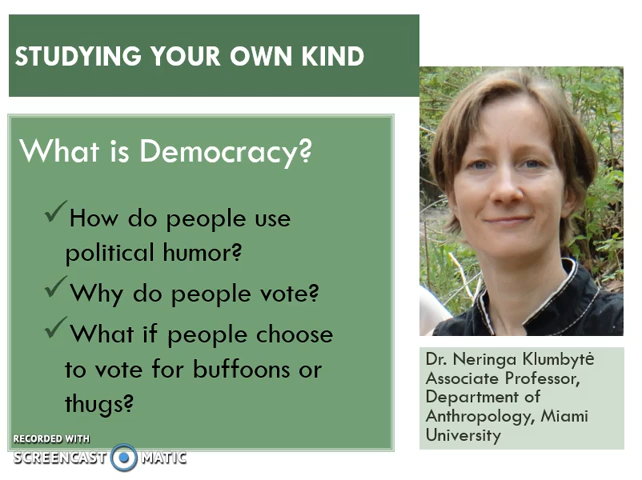 STUDYING YOUR OWN KIND
What is Democracy?
How do people use
political humor?
Why do people vote?
What if people choose
to vote for buffoons or
thugs?
Dr. Neringa Klumbytė
Associate Professor,
Department of
Anthropology, Miami
University
RECORDED WITH
SCREENCAST MATIC